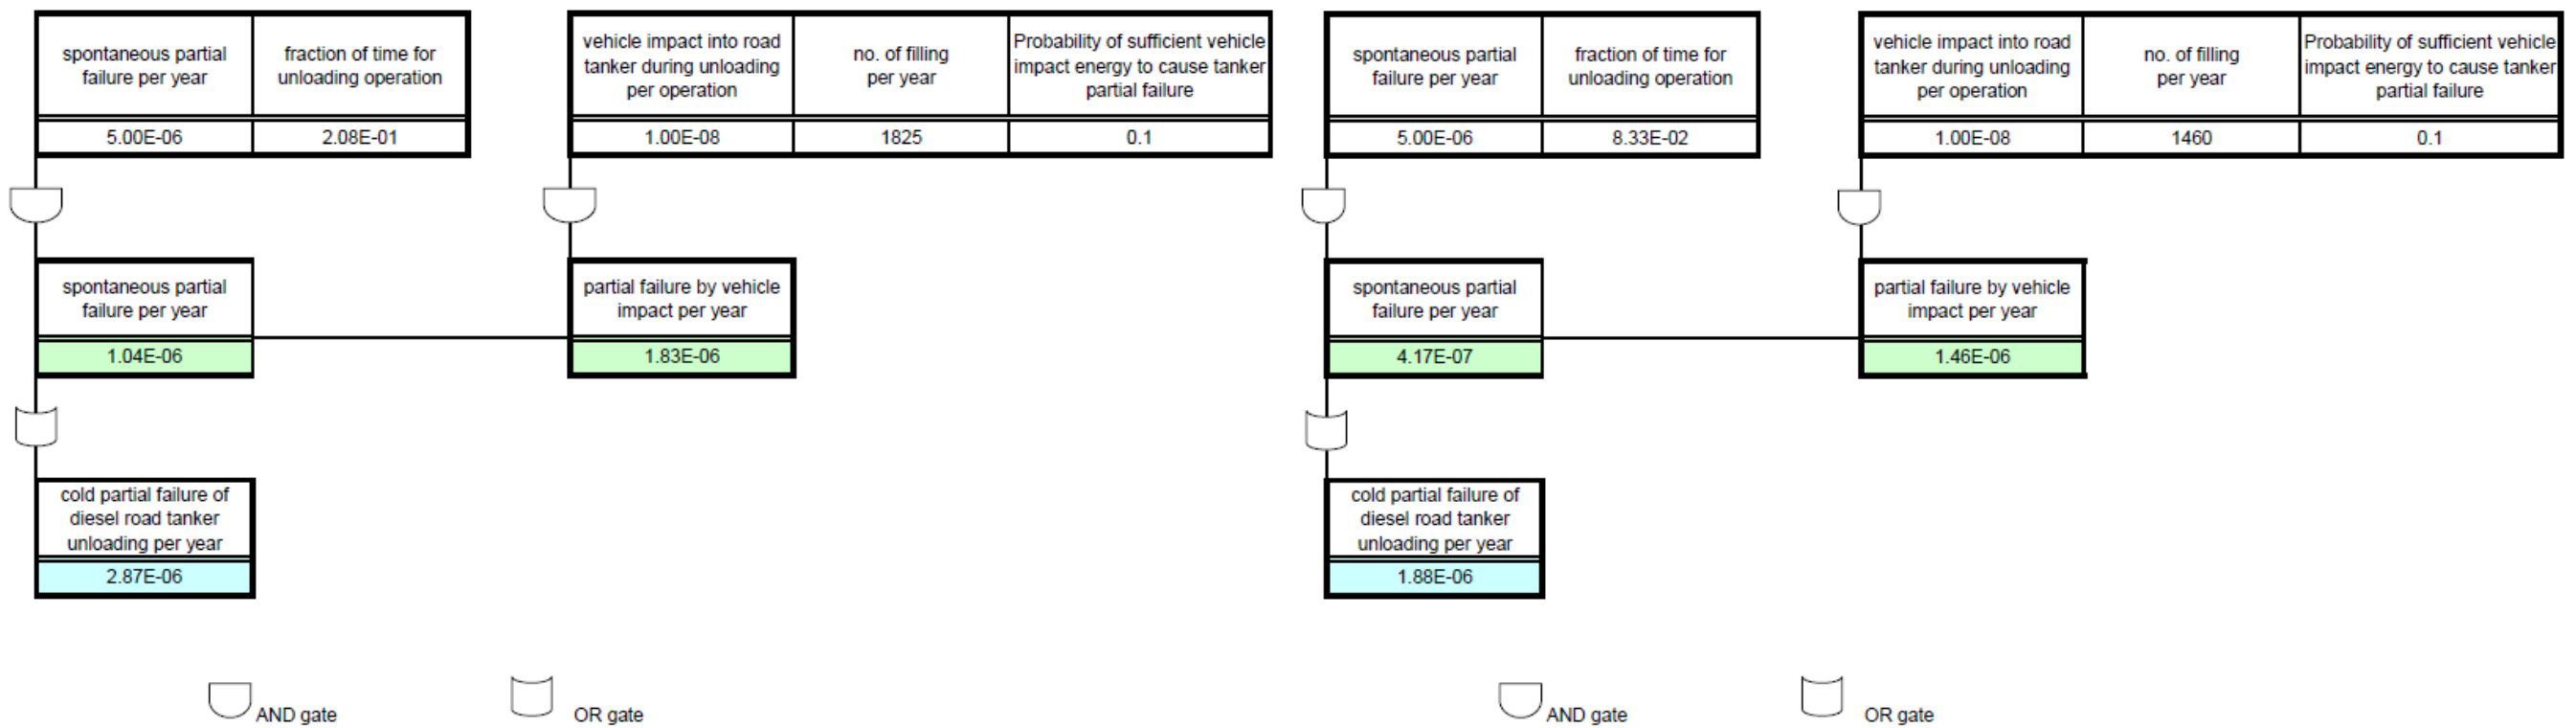 spontaneous partial
failure per year
fraction of time for
unloading operation
5.00E-06
2.08E-01
vehicle impact into road
tanker during unloading
per operation
no. of filling
per year
Probability of sufficient vehicle
impact energy to cause tanker
partial failure
1.00E-08
1825
0.1
spontaneous partial
failure per year
1.04E-06
partial failure by vehicle
impact per year
1.83E-06
cold partial failure of
diesel road tanker
unloading per year
2.87E-06
AND gate
OR gate
spontaneous partial
failure per year
fraction of time for
unloading operation
5.00E-06
8.33E-02
vehicle impact into road
tanker during unloading
per operation
no. of filling
per year
Probability of sufficient vehicle
impact energy to cause tanker
partial failure
1.00E-08
1460
0.1
spontaneous partial
failure per year
4.17E-07
partial failure by vehicle
impact per year
1.46E-06
cold partial failure of
diesel road tanker
unloading per year
1.88E-06
AND gate
OR gate